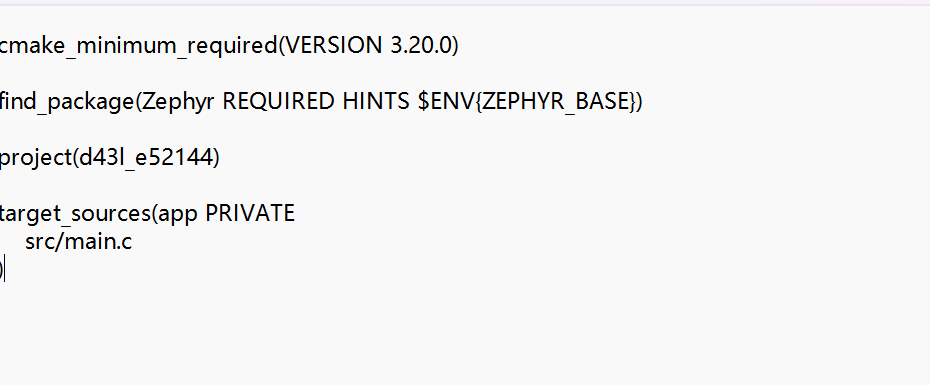 cmake_minimum_required(VERSION 3.20.0)
find_package(Zephyr REQUIRED HINTS $ENV{ZEPHYR_BASE})
project(d43l_e52144)
target_sources(app PRIVATE
src/main.c
)